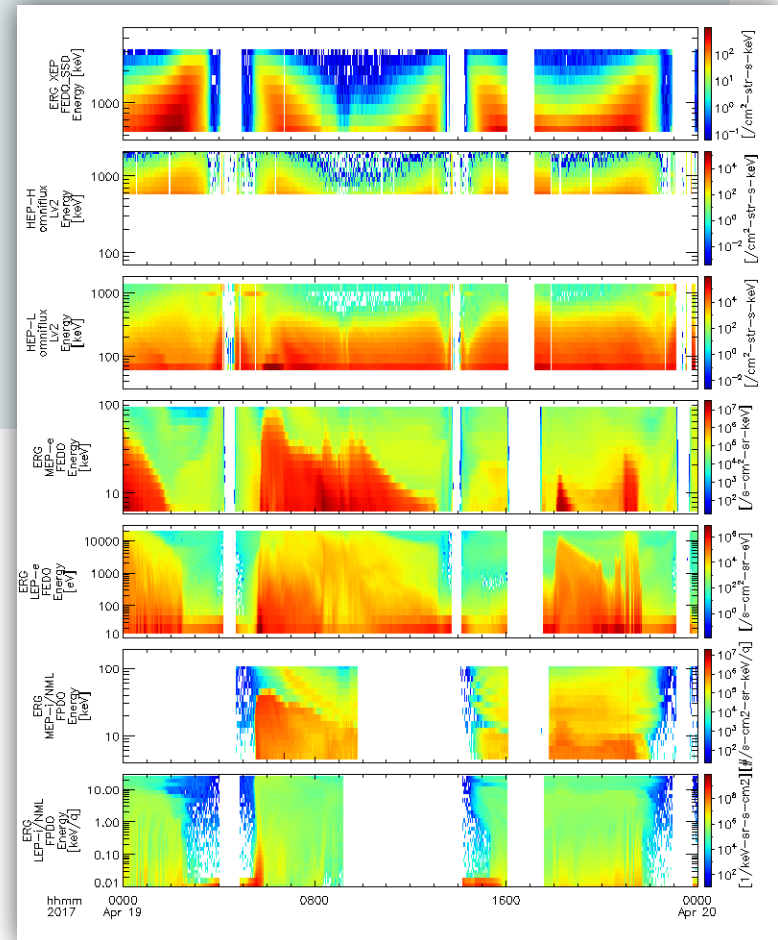 ERG XEP
FEDO_SSD
Energy [keV]
1000
10²
10¹
10⁰
10⁻¹
[/cm²-str-s-keV]
HEP-H
omniflux
Lv2
Energy
[keV]
1000
100
10⁴
10²
10⁰
10⁻²
[/cm²-str-s-keV]
HEP-L
omniflux
Lv2
Energy
[keV]
1000
100
10⁴
10²
10⁰
10⁻²
[/cm²-str-s-keV]
ERG
MEP-e
FEDO
Energy
[keV]
100
10
10⁷
10⁶
10⁵
10⁴
10³
10²
[/s-cm²-sr-keV]
ERG
LEP-e
FEDO
Energy
[eV]
10000
1000
100
10
10⁶
10⁴
10²
10⁰
[/s-cm²-sr-eV]
ERG
MEP-i/NML
FPDO
Energy
[keV]
100
10
10⁷
10⁶
10⁵
10⁴
10³
10²
[#/s-cm2-sr-keV/q]
ERG
LEP-i/NML
FPDO
Energy
[keV/q]
10.00
1.00
0.10
0.01
10⁸
10⁶
10⁴
10²
[1/keV-sr-s-cm2]
hhmm
2017
0000
Apr 19
0800
1600
0000
Apr 20